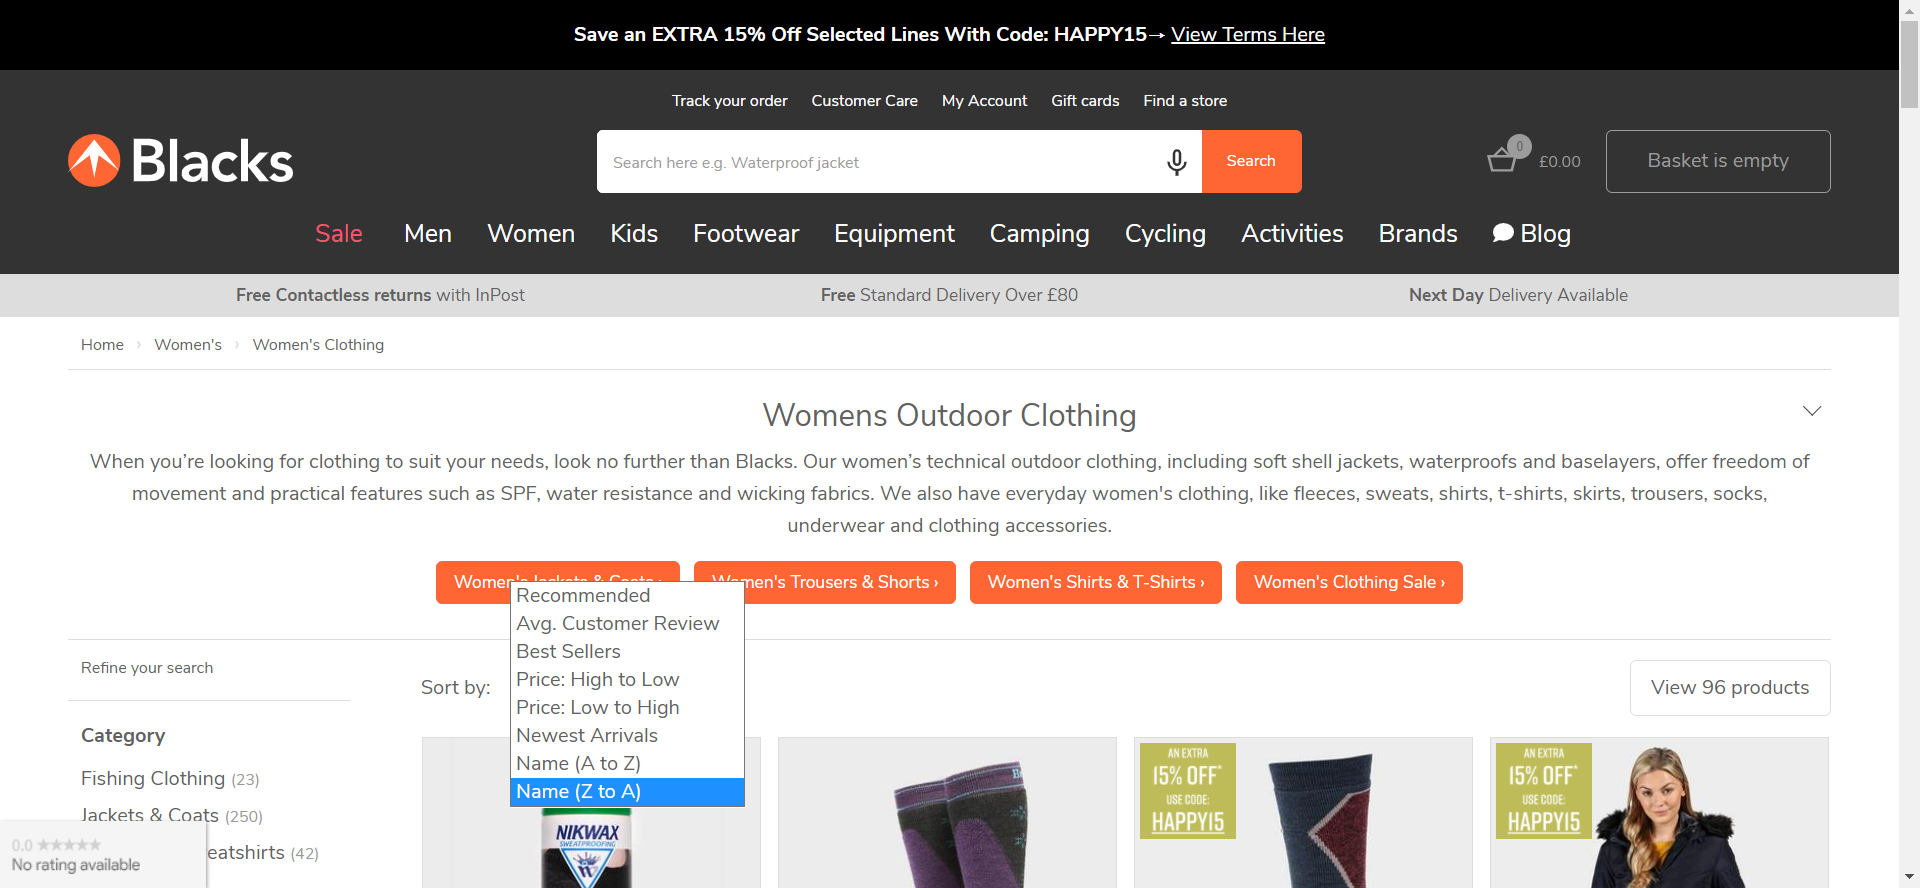 Save an EXTRA 15% Off Selected Lines With Code: HAPPY15→ View Terms Here
Track your order Customer Care My Account Gift cards Find a store
Blacks
Search here e.g. Waterproof jacket
Search
0
£0.00
Basket is empty
Sale Men Women Kids Footwear Equipment Camping Cycling Activities Brands Blog
Free Contactless returns with InPost
Free Standard Delivery Over £80
Next Day Delivery Available
Home › Women's › Women's Clothing
Womens Outdoor Clothing
When you’re looking for clothing to suit your needs, look no further than Blacks. Our women’s technical outdoor clothing, including soft shell jackets, waterproofs and baselayers, offer freedom of
movement and practical features such as SPF, water resistance and wicking fabrics. We also have everyday women's clothing, like fleeces, sweats, shirts, t-shirts, skirts, trousers, socks,
underwear and clothing accessories.
Women's Jackets & Coats ›
Women's Trousers & Shorts ›
Women's Shirts & T-Shirts ›
Women's Clothing Sale ›
Recommended
Avg. Customer Review
Best Sellers
Price: High to Low
Price: Low to High
Newest Arrivals
Name (A to Z)
Name (Z to A)
Refine your search
Sort by:
View 96 products
Category
Fishing Clothing (23)
Jackets & Coats (250)
eatshirts (42)
0.0 ★★★★★
No rating available
NIKWAX
SWEATPROOFING
AN EXTRA
15% OFF*
USE CODE:
HAPPY15
AN EXTRA
15% OFF*
USE CODE:
HAPPY15